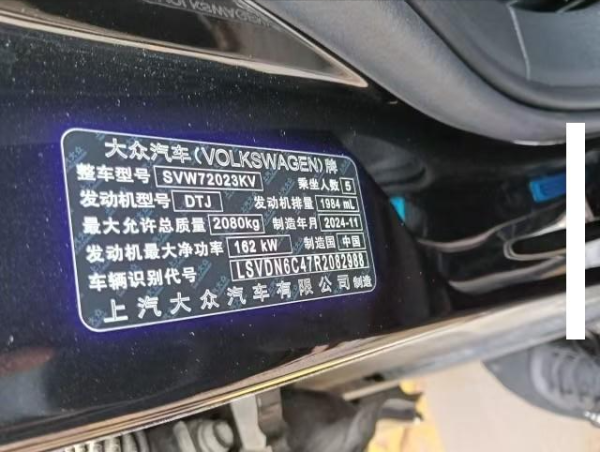 大众汽车(VOLKSWAGEN)牌
整车型号 SVW72023KV 乘坐人数 5
发动机型号 DTJ 发动机排量 1984 mL
最大允许总质量 2080kg 制造年月 2024-11
发动机最大净功率 162 kW 制造国 中国
车辆识别代号 LSVDN6C47R2082988
上汽大众汽车有限公司 制造